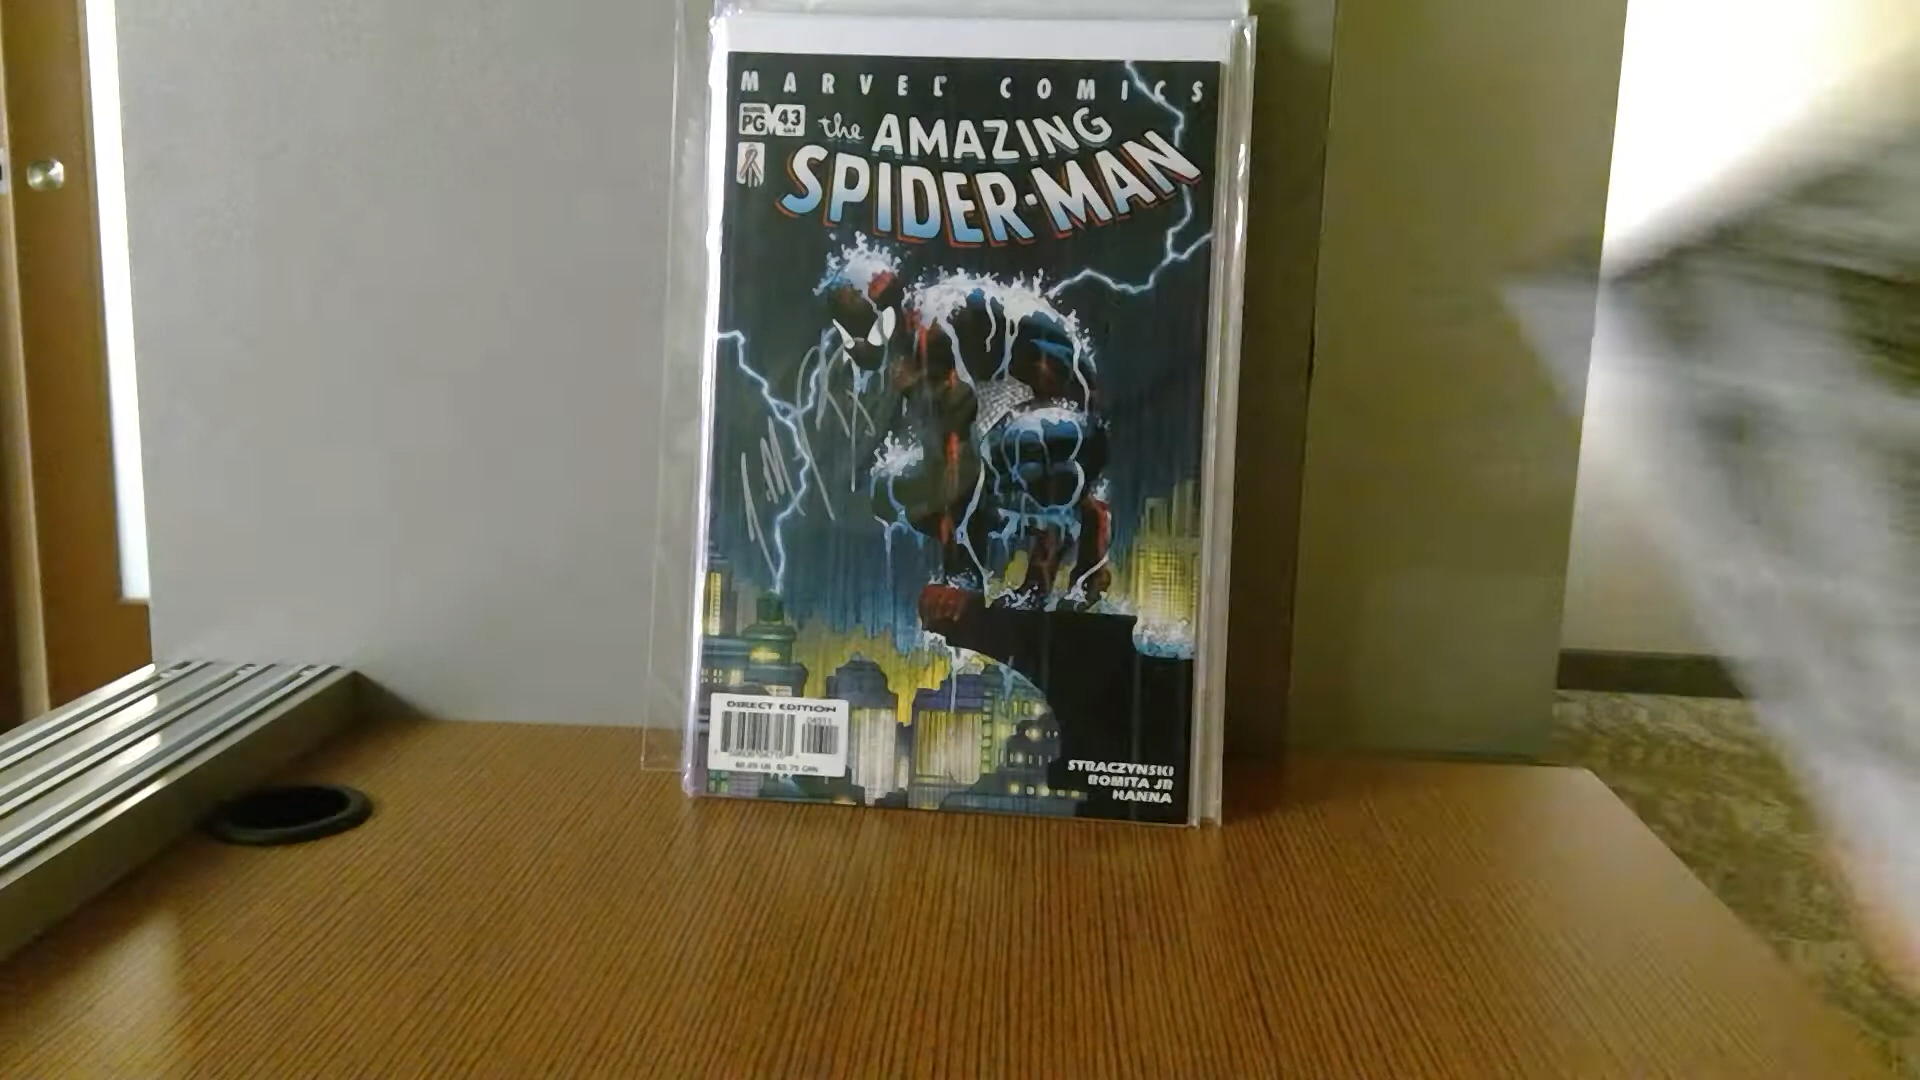 MARVEL COMICS
PG 43
the AMAZING
SPIDER-MAN
DIRECT EDITION
STRACZYNSKI
ROMITA JR
HANNA